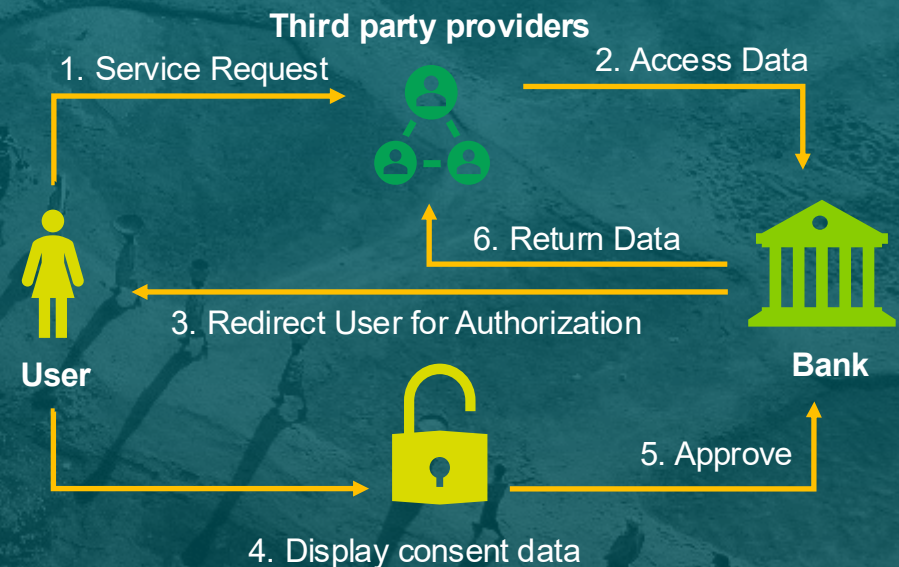 Third party providers
1. Service Request
2. Access Data
6. Return Data
3. Redirect User for Authorization
User
Bank
5. Approve
4. Display consent data